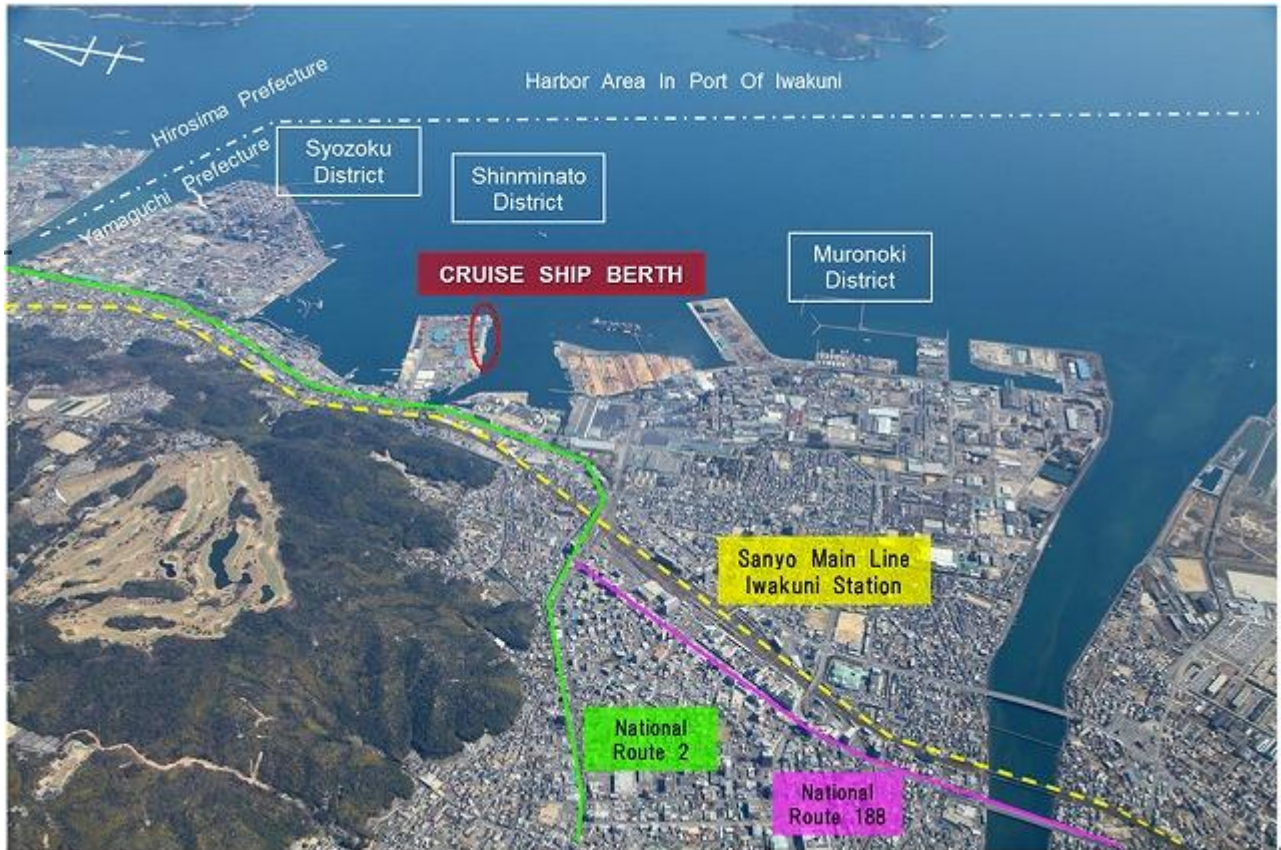 Harbor Area In Port Of Iwakuni
Hirosima Prefecture
Yamaguchi Prefecture
Syozoku
District
Shinminato
District
CRUISE SHIP BERTH
Muronoki
District
Sanyo Main Line
Iwakuni Station
National
Route 2
National
Route 188